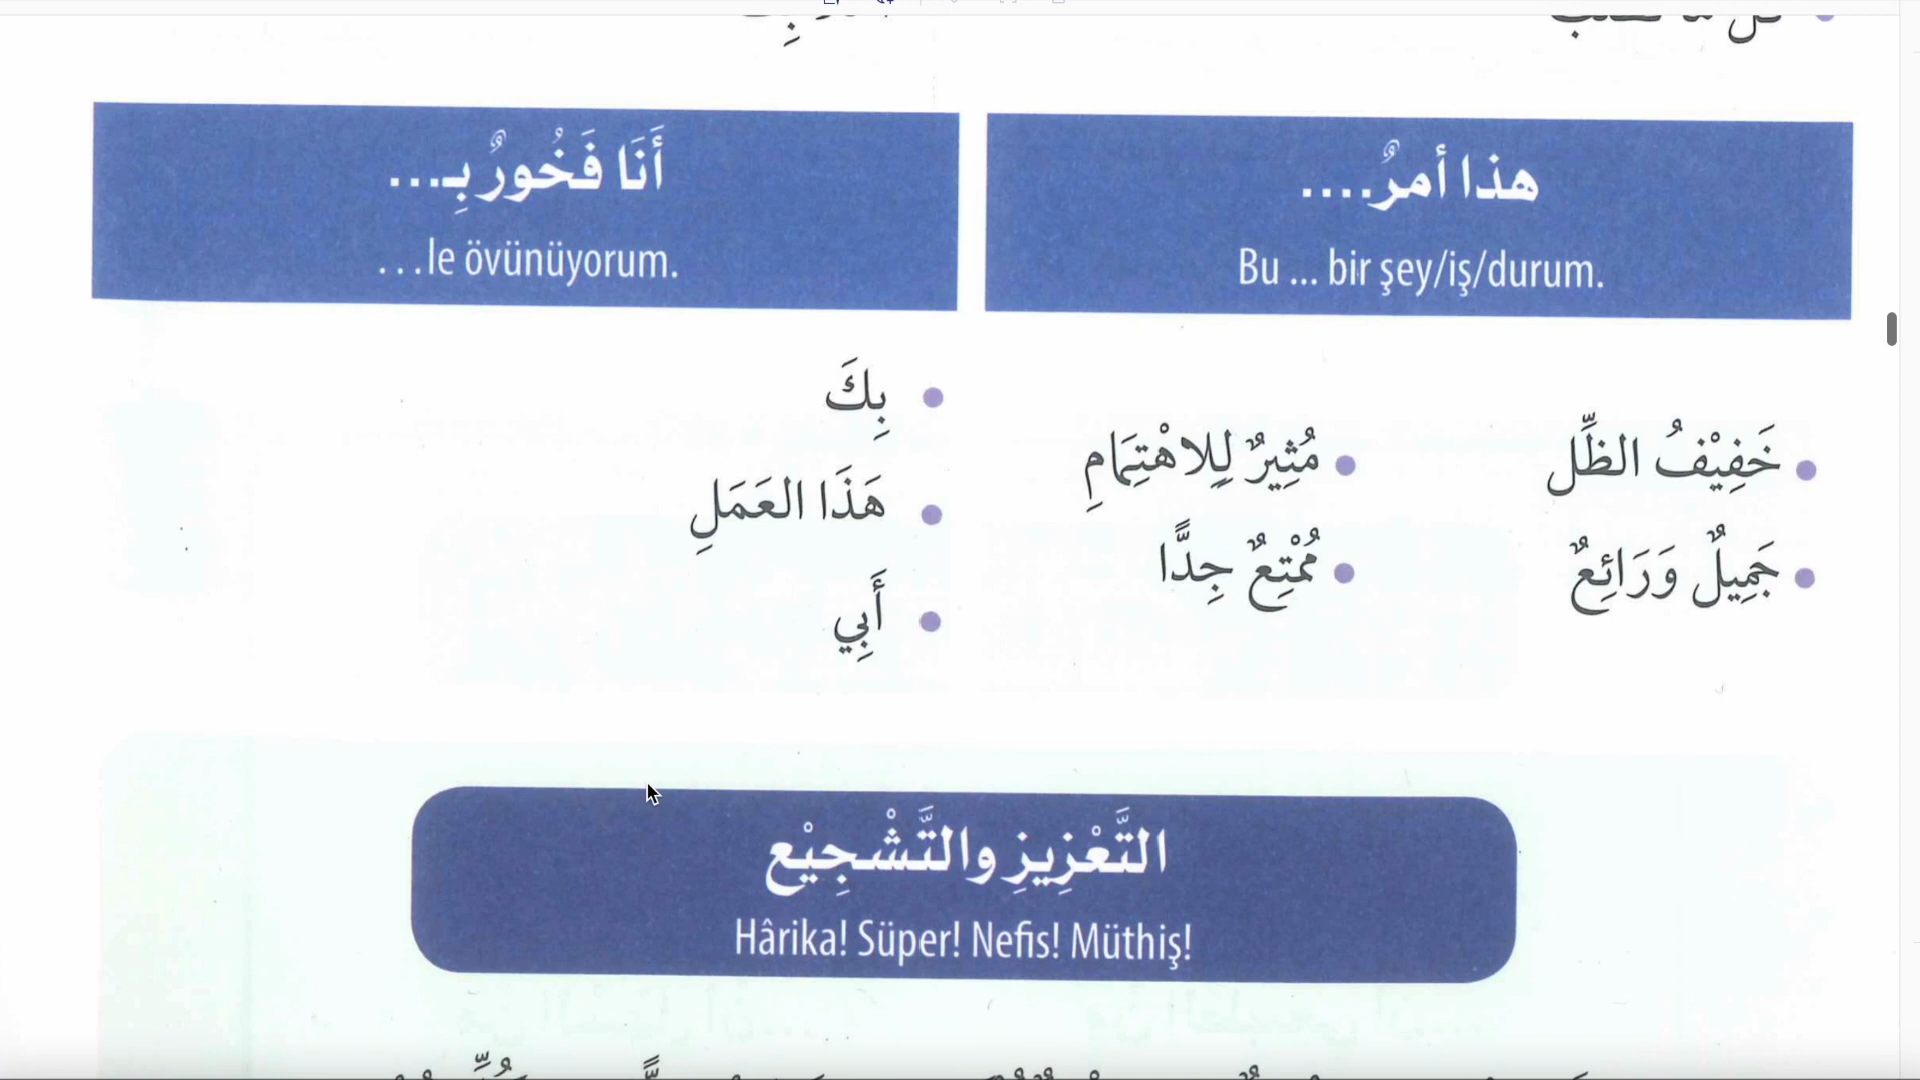 هذا أمرٌ....
Bu ... bir şey/iş/durum.
خَفِيْفُ الظِّل
مُثِيرٌ لِلاهْتِمَامِ
جَمِيلٌ وَرَائِعٌ
مُمْتِعٌ جِدًّا
أَنَا فَخُورٌ بِـ...
...le övünüyorum.
بِكَ
هَذَا العَمَلِ
أَبِي
التَّعْزِيزِ والتَّشْجِيْع
Hârika! Süper! Nefis! Müthiş!